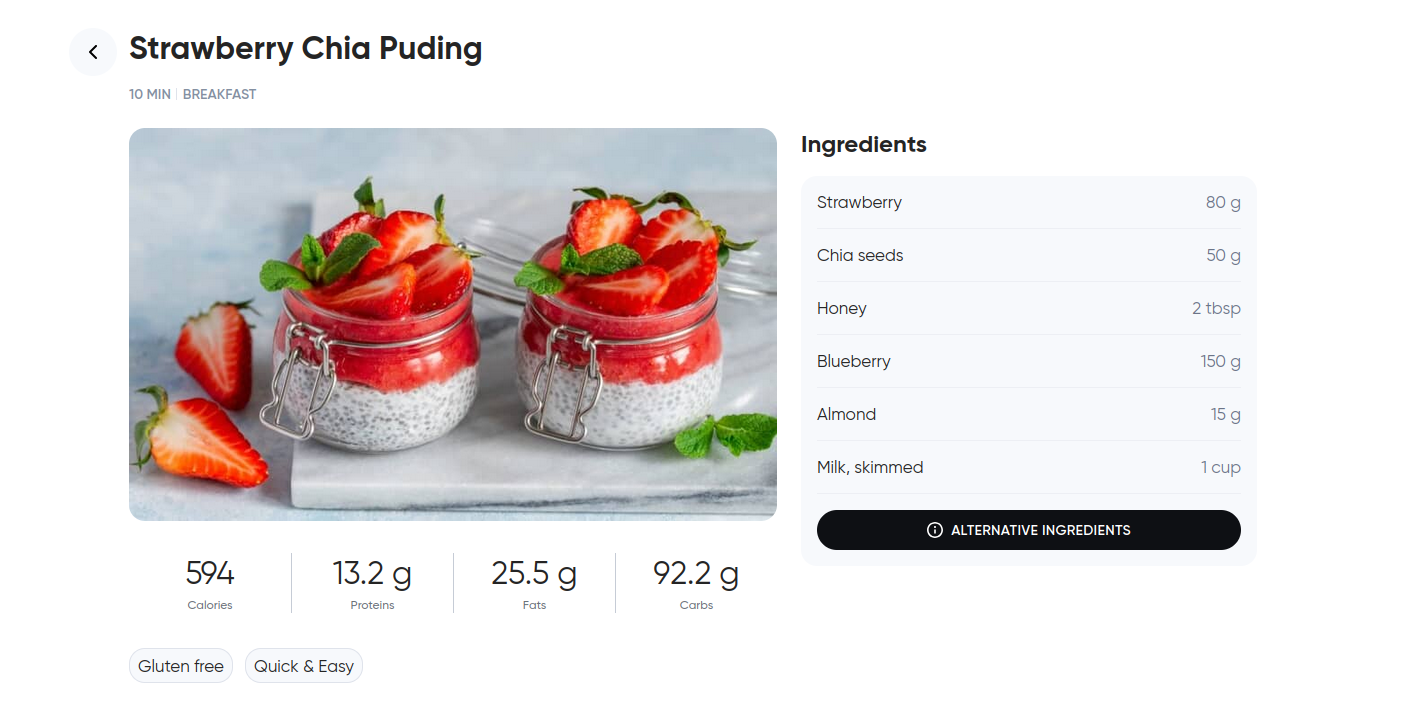 Strawberry Chia Puding
10 MIN | BREAKFAST
Ingredients
Strawberry 80 g
Chia seeds 50 g
Honey 2 tbsp
Blueberry 150 g
Almond 15 g
Milk, skimmed 1 cup
ALTERNATIVE INGREDIENTS
594 13.2 g 25.5 g 92.2 g
Calories Proteins Fats Carbs
Gluten free Quick & Easy